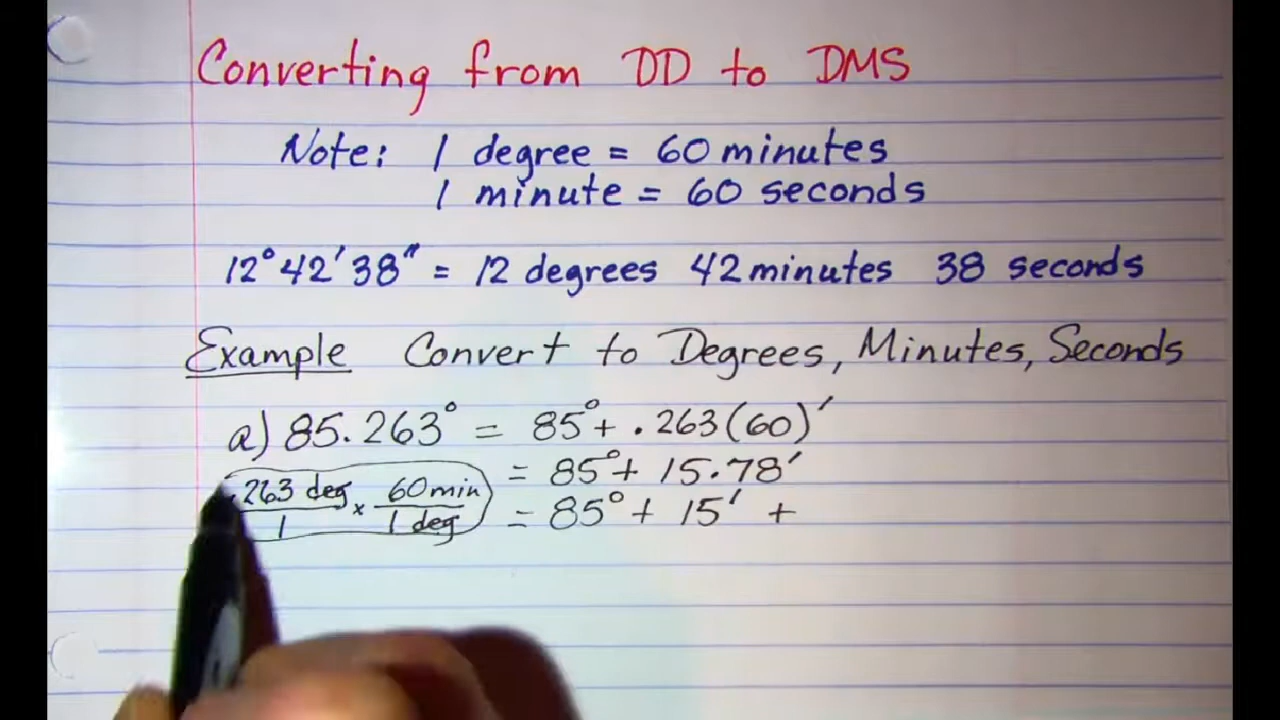 Converting from DD to DMS
Note: 1 degree = 60 minutes
1 minute = 60 seconds
12°42'38" = 12 degrees 42 minutes 38 seconds
Example Convert to Degrees, Minutes, Seconds
a) 85.263° = 85° + .263(60)'
= 85° + 15.78'
.263 deg / 1 × 60 min / 1 deg
= 85° + 15' +